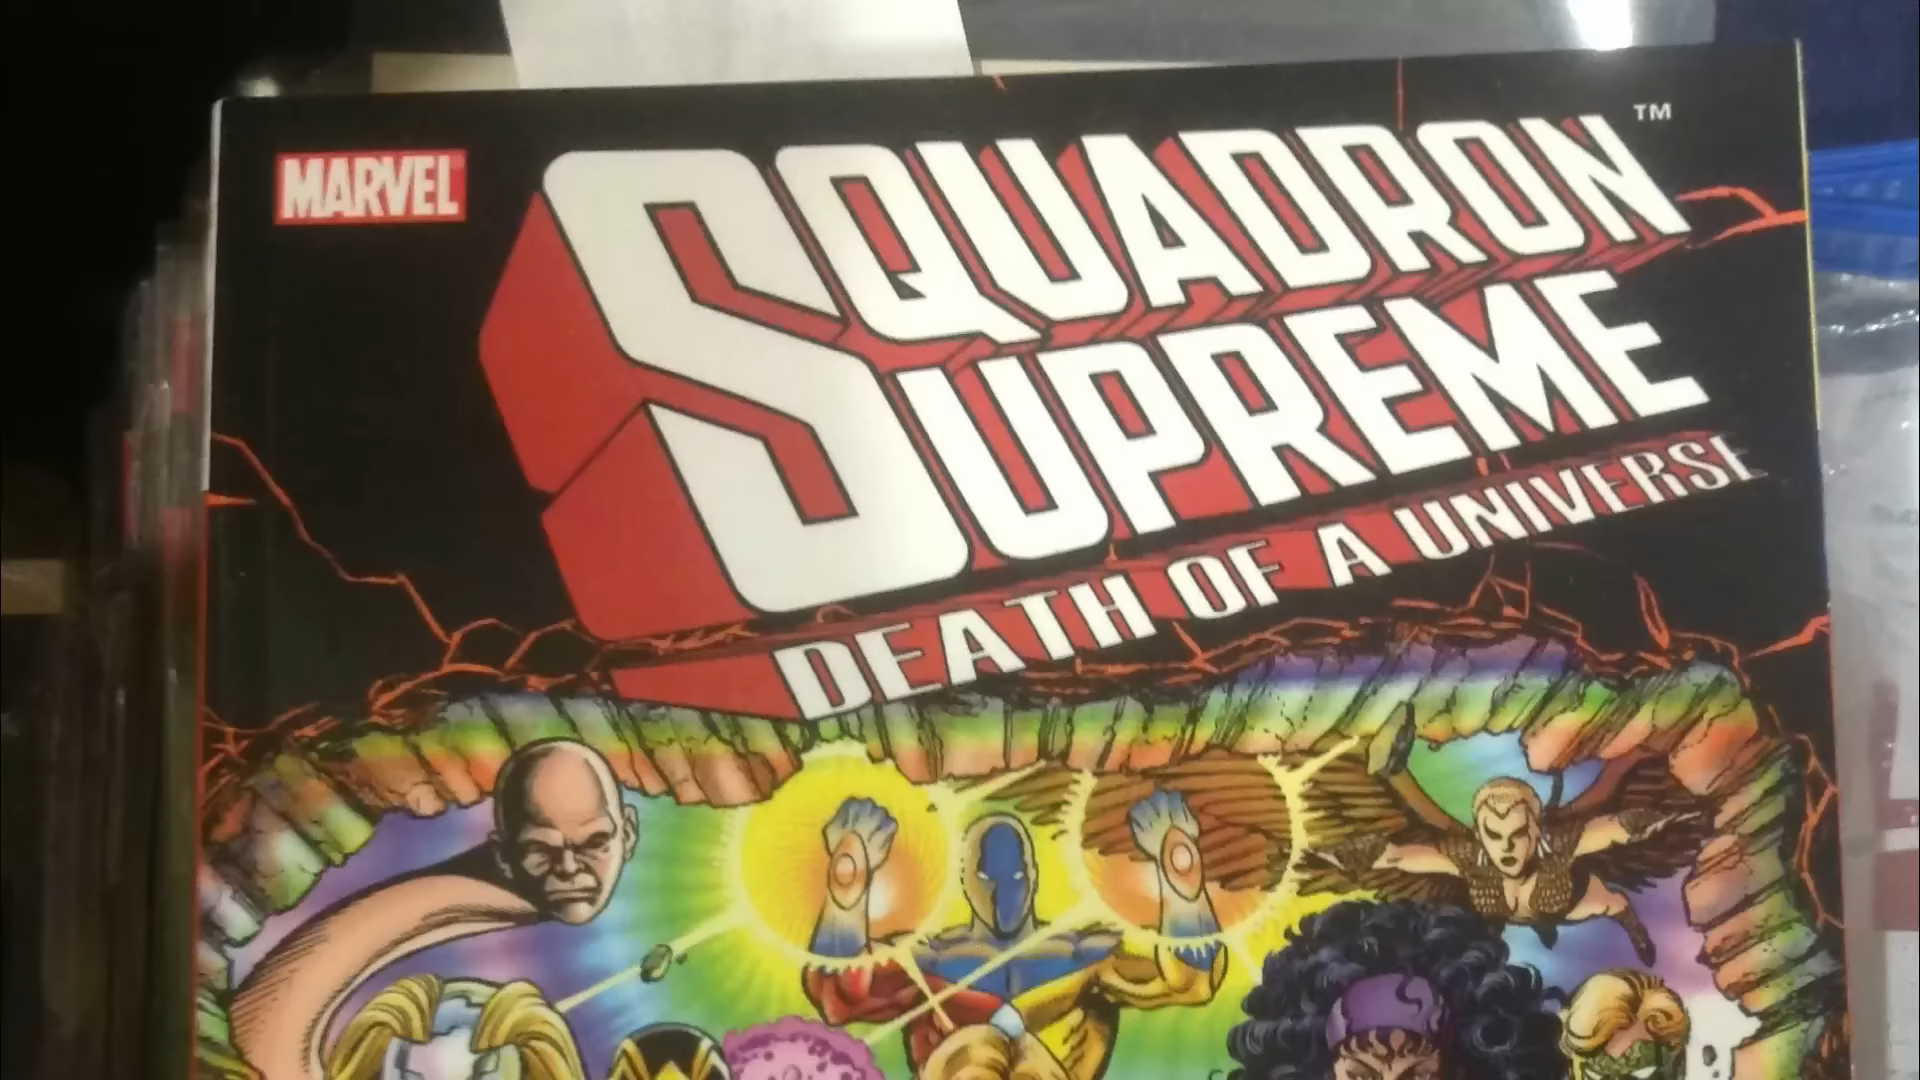 MARVEL
SQUADRON
SUPREME
TM
DEATH OF A UNIVERSE